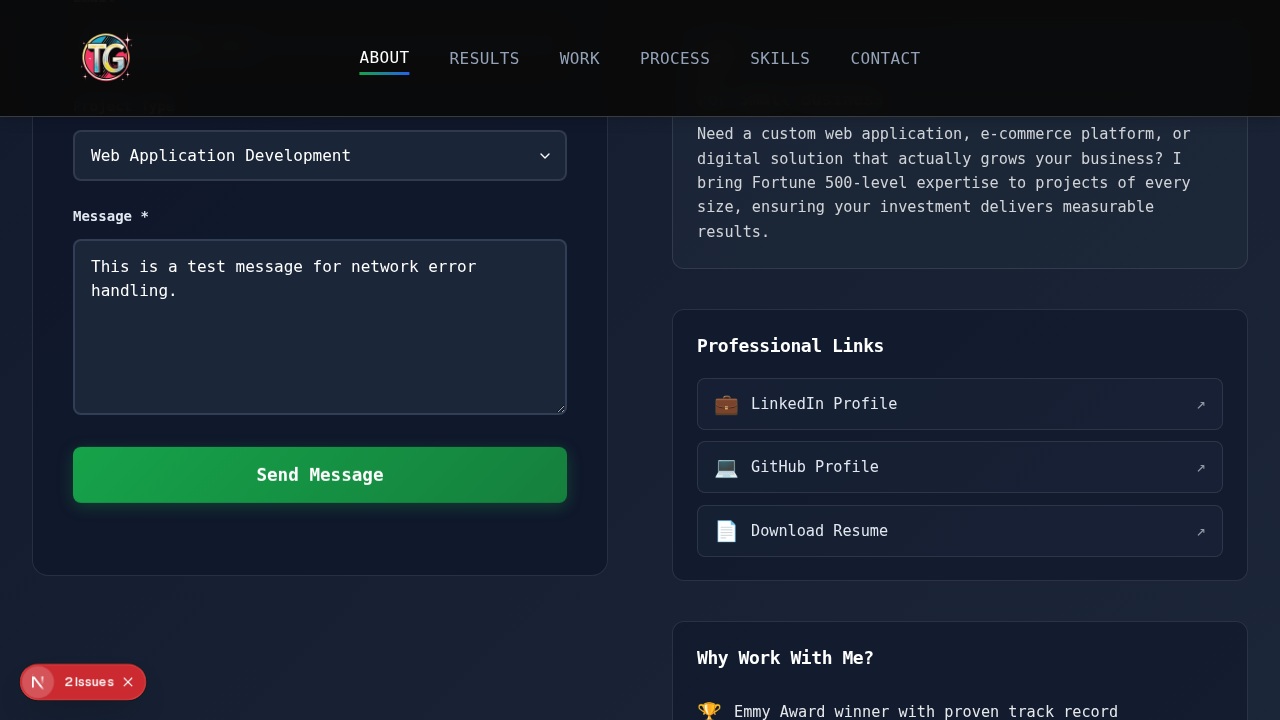 TG
ABOUT
RESULTS
WORK
PROCESS
SKILLS
CONTACT
Web Application Development
Message *
This is a test message for network error
handling.
Send Message
Need a custom web application, e-commerce platform, or
digital solution that actually grows your business? I
bring Fortune 500-level expertise to projects of every
size, ensuring your investment delivers measurable
results.
Professional Links
LinkedIn Profile
GitHub Profile
Download Resume
Why Work With Me?
Emmy Award winner with proven track record
N
2 Issues